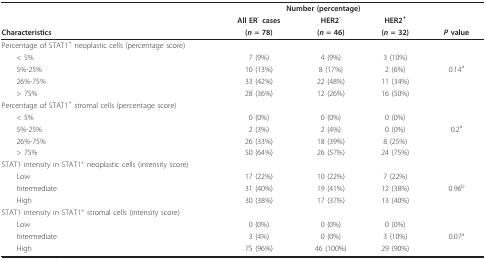 Number (percentage)
All ER- cases HER2- HER2+
Characteristics (n = 78) (n = 46) (n = 32) P value
Percentage of STAT1+ neoplastic cells (percentage score)
< 5% 7 (9%) 4 (9%) 3 (10%)
5%-25% 10 (13%) 8 (17%) 2 (6%) 0.14a
26%-75% 33 (42%) 22 (48%) 11 (34%)
> 75% 28 (36%) 12 (26%) 16 (50%)
Percentage of STAT1+ stromal cells (percentage score)
< 5% 0 (0%) 0 (0%) 0 (0%)
5%-25% 2 (3%) 2 (4%) 0 (0%) 0.2a
26%-75% 26 (33%) 18 (39%) 8 (25%)
> 75% 50 (64%) 26 (57%) 24 (75%)
STAT1 intensity in STAT1+ neoplastic cells (intensity score)
Low 17 (22%) 10 (22%) 7 (22%)
Intermediate 31 (40%) 19 (41%) 12 (38%) 0.96b
High 30 (38%) 17 (37%) 13 (40%)
STAT1 intensity in STAT1+ stromal cells (intensity score)
Low 0 (0%) 0 (0%) 0 (0%)
Intermediate 3 (4%) 0 (0%) 3 (10%) 0.07a
High 75 (96%) 46 (100%) 29 (90%)